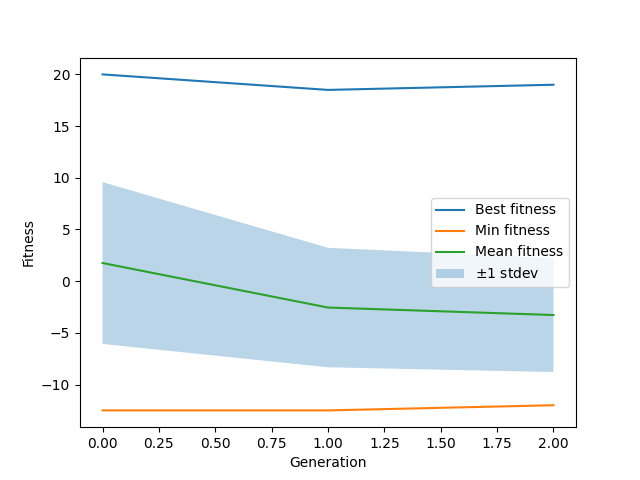 Fitness
20
15
10
5
0
−5
−10
Best fitness
Min fitness
Mean fitness
±1 stdev
0.00 0.25 0.50 0.75 1.00 1.25 1.50 1.75 2.00
Generation